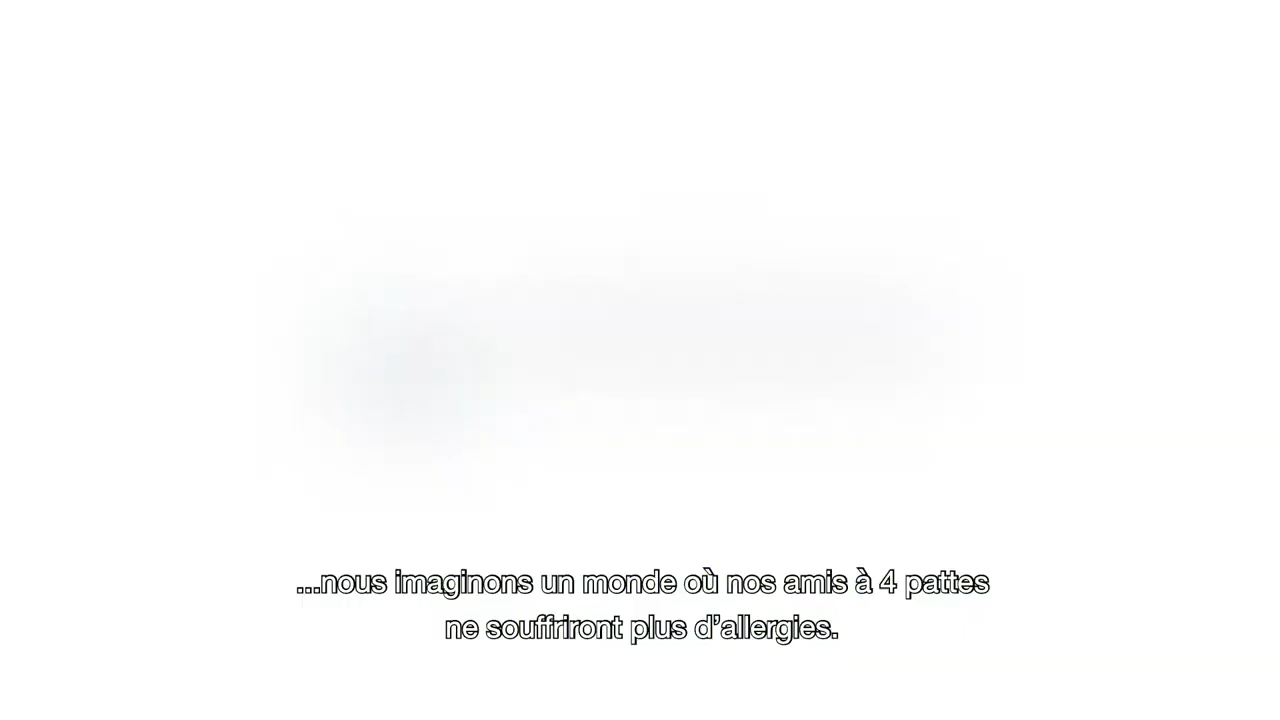 ...nous imaginons un monde où nos amis à 4 pattes
ne souffriront plus d’allergies.